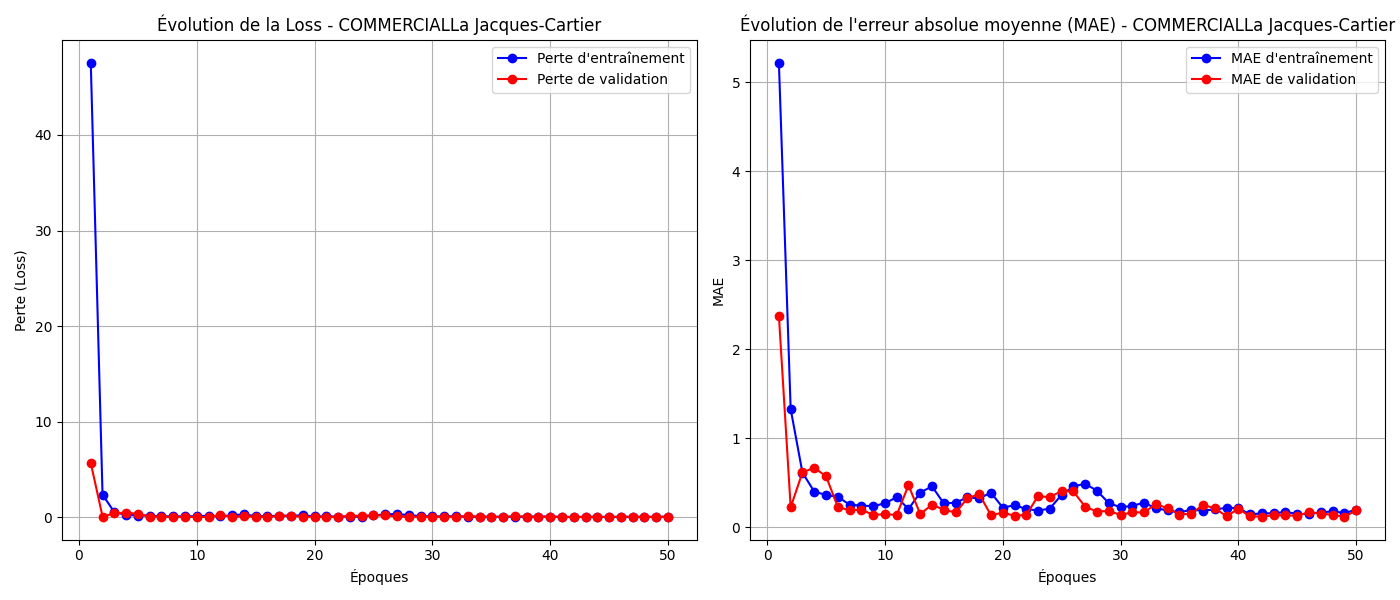 Évolution de la Loss - COMMERCIALLa Jacques-Cartier
Perte d'entraînement
Perte de validation
40
30
20
10
0
Perte (Loss)
0 10 20 30 40 50
Époques
Évolution de l'erreur absolue moyenne (MAE) - COMMERCIALLa Jacques-Cartier
MAE d'entraînement
MAE de validation
5
4
3
2
1
0
MAE
0 10 20 30 40 50
Époques